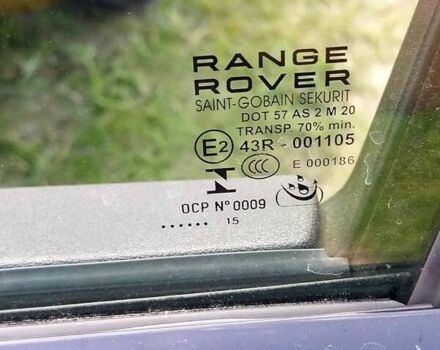 RANGE
ROVER
SAINT-GOBAIN SEKURIT
DOT 57 AS 2 M 20
TRANSP. 70% min.
E2 43R - 001105
CCC E 000186
OCP Nº 0009
...... 15